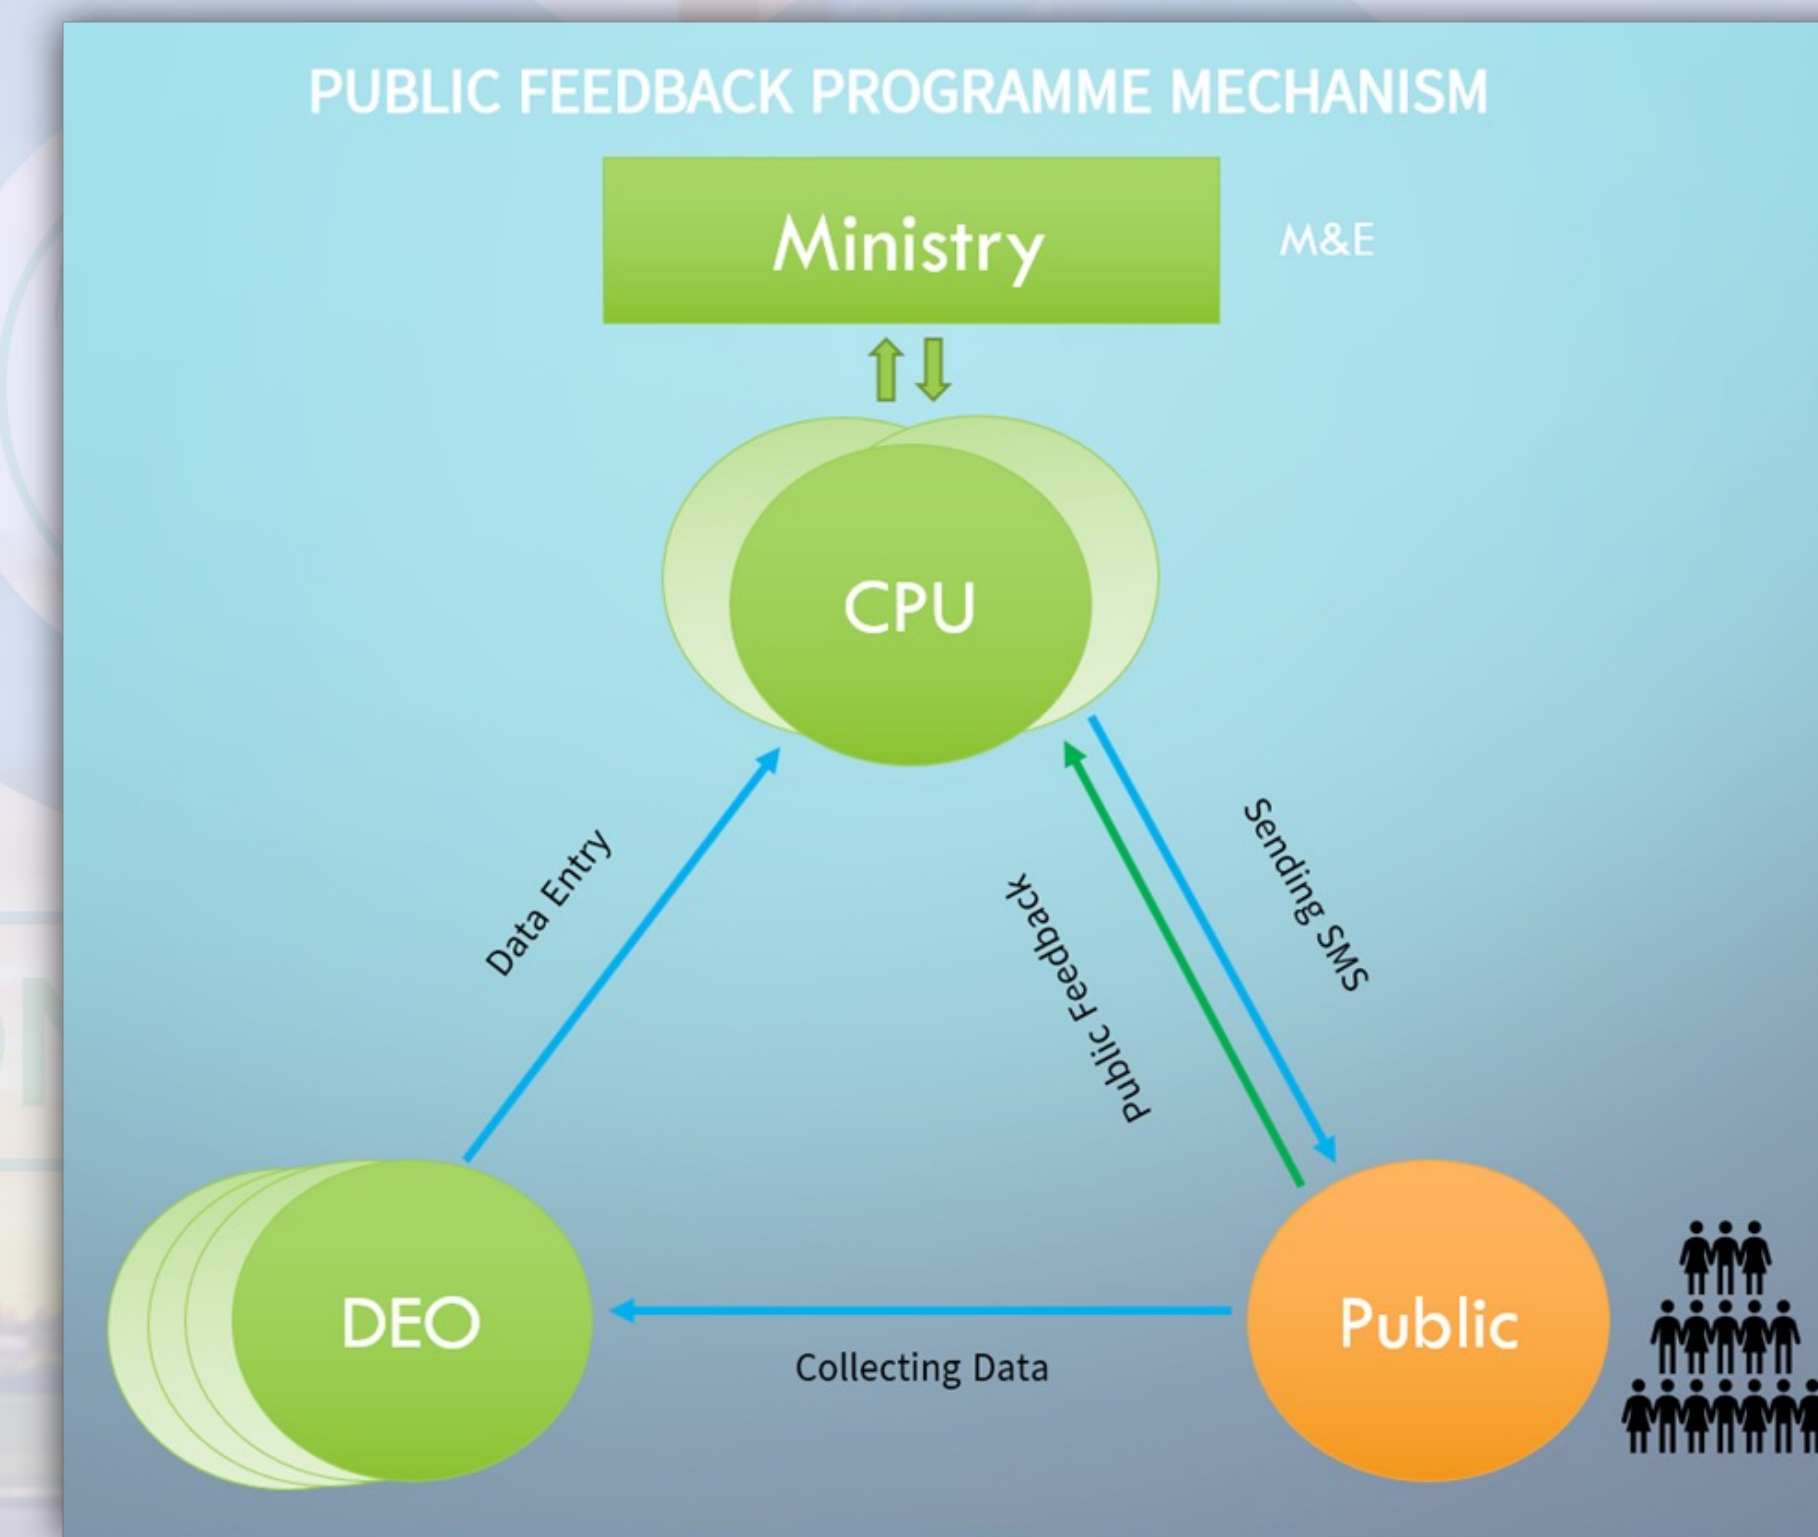 PUBLIC FEEDBACK PROGRAMME MECHANISM
Ministry
M&E
CPU
Data Entry
Public Feedback
Sending SMS
DEO
Collecting Data
Public